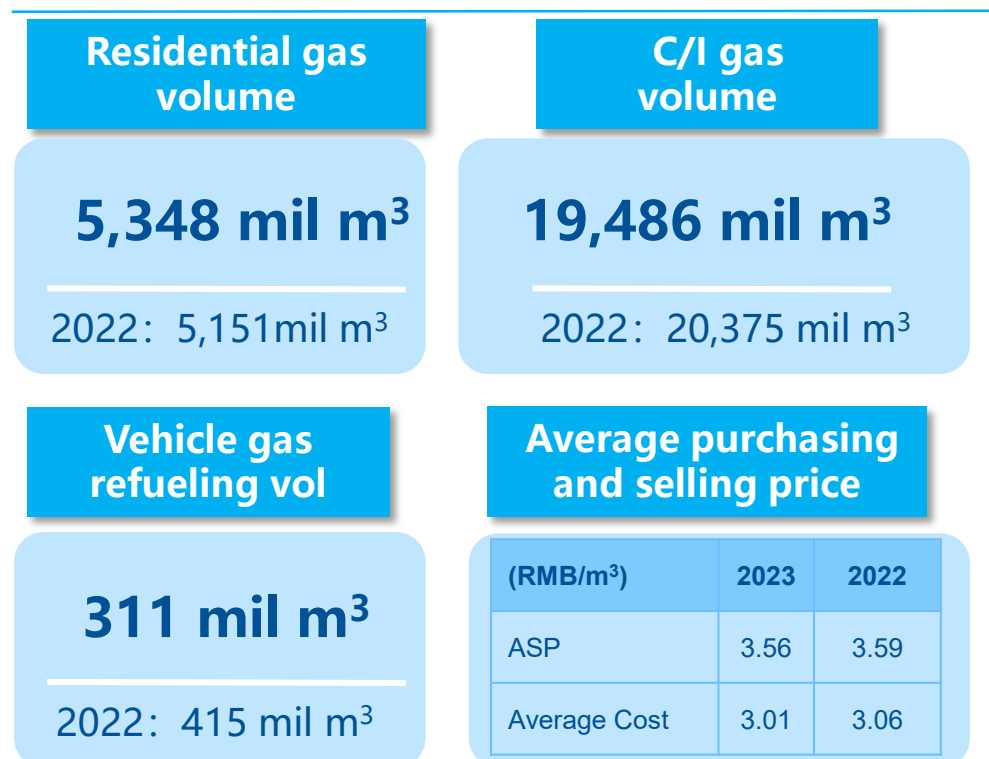 Residential gas
volume
5,348 mil m³
2022：5,151mil m³
C/I gas
volume
19,486 mil m³
2022：20,375 mil m³
Vehicle gas
refueling vol
311 mil m³
2022：415 mil m³
Average purchasing
and selling price
(RMB/m³) 2023 2022
ASP 3.56 3.59
Average Cost 3.01 3.06